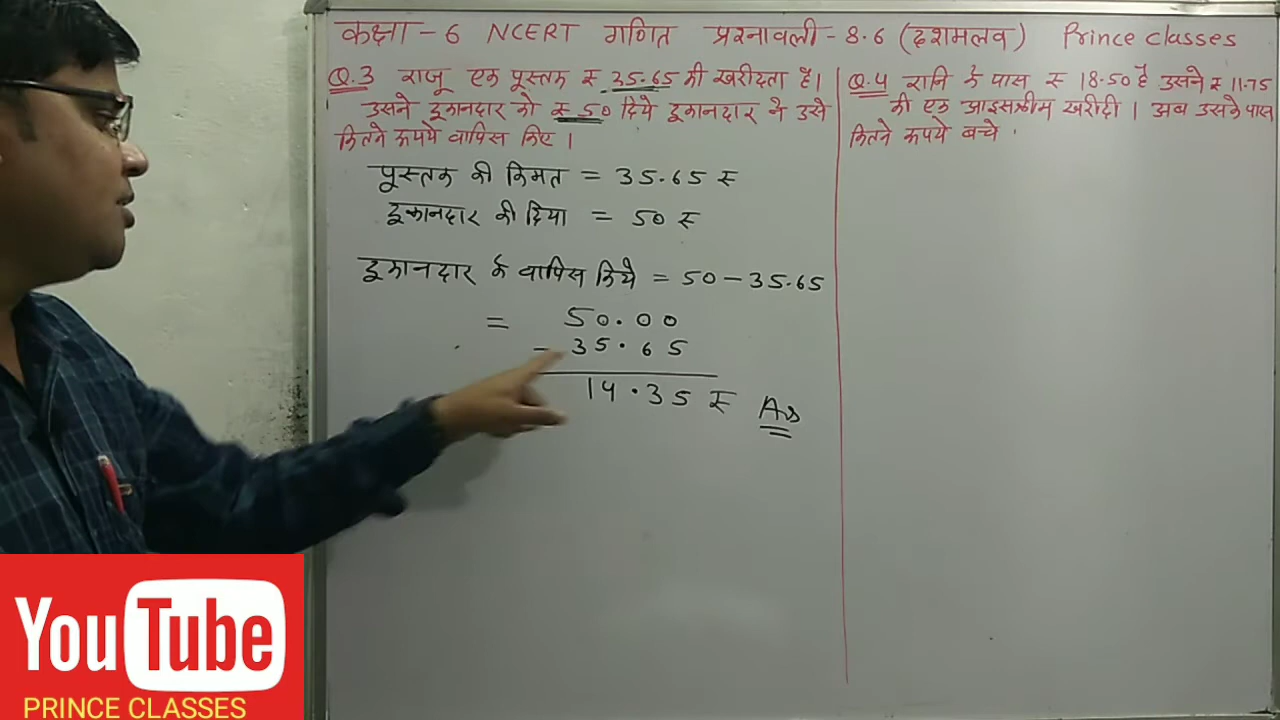 कक्षा - 6 NCERT गणित प्रश्नावली - 8.6 (दशमलव) Prince classes
Q.3 राजू एक पुस्तक ₹ 35.65 की खरीदता है।
उसने दुकानदार को ₹ 50 दिये दुकानदार ने उसे
कितने रूपये वापिस किए ।
पुस्तक की किमत = 35.65 ₹
दुकानदार को दिया = 50 ₹
दुकानदार के वापिस किये = 50 - 35.65
= 50.00
- 35.65
14.35 ₹ Ans
Q.4 रानि के पास ₹ 18.50 है उसने ₹ 11.75
की एक आइसक्रीम खरीदी । अब उसके पास
कितने रूपये बचे .
YouTube
PRINCE CLASSES